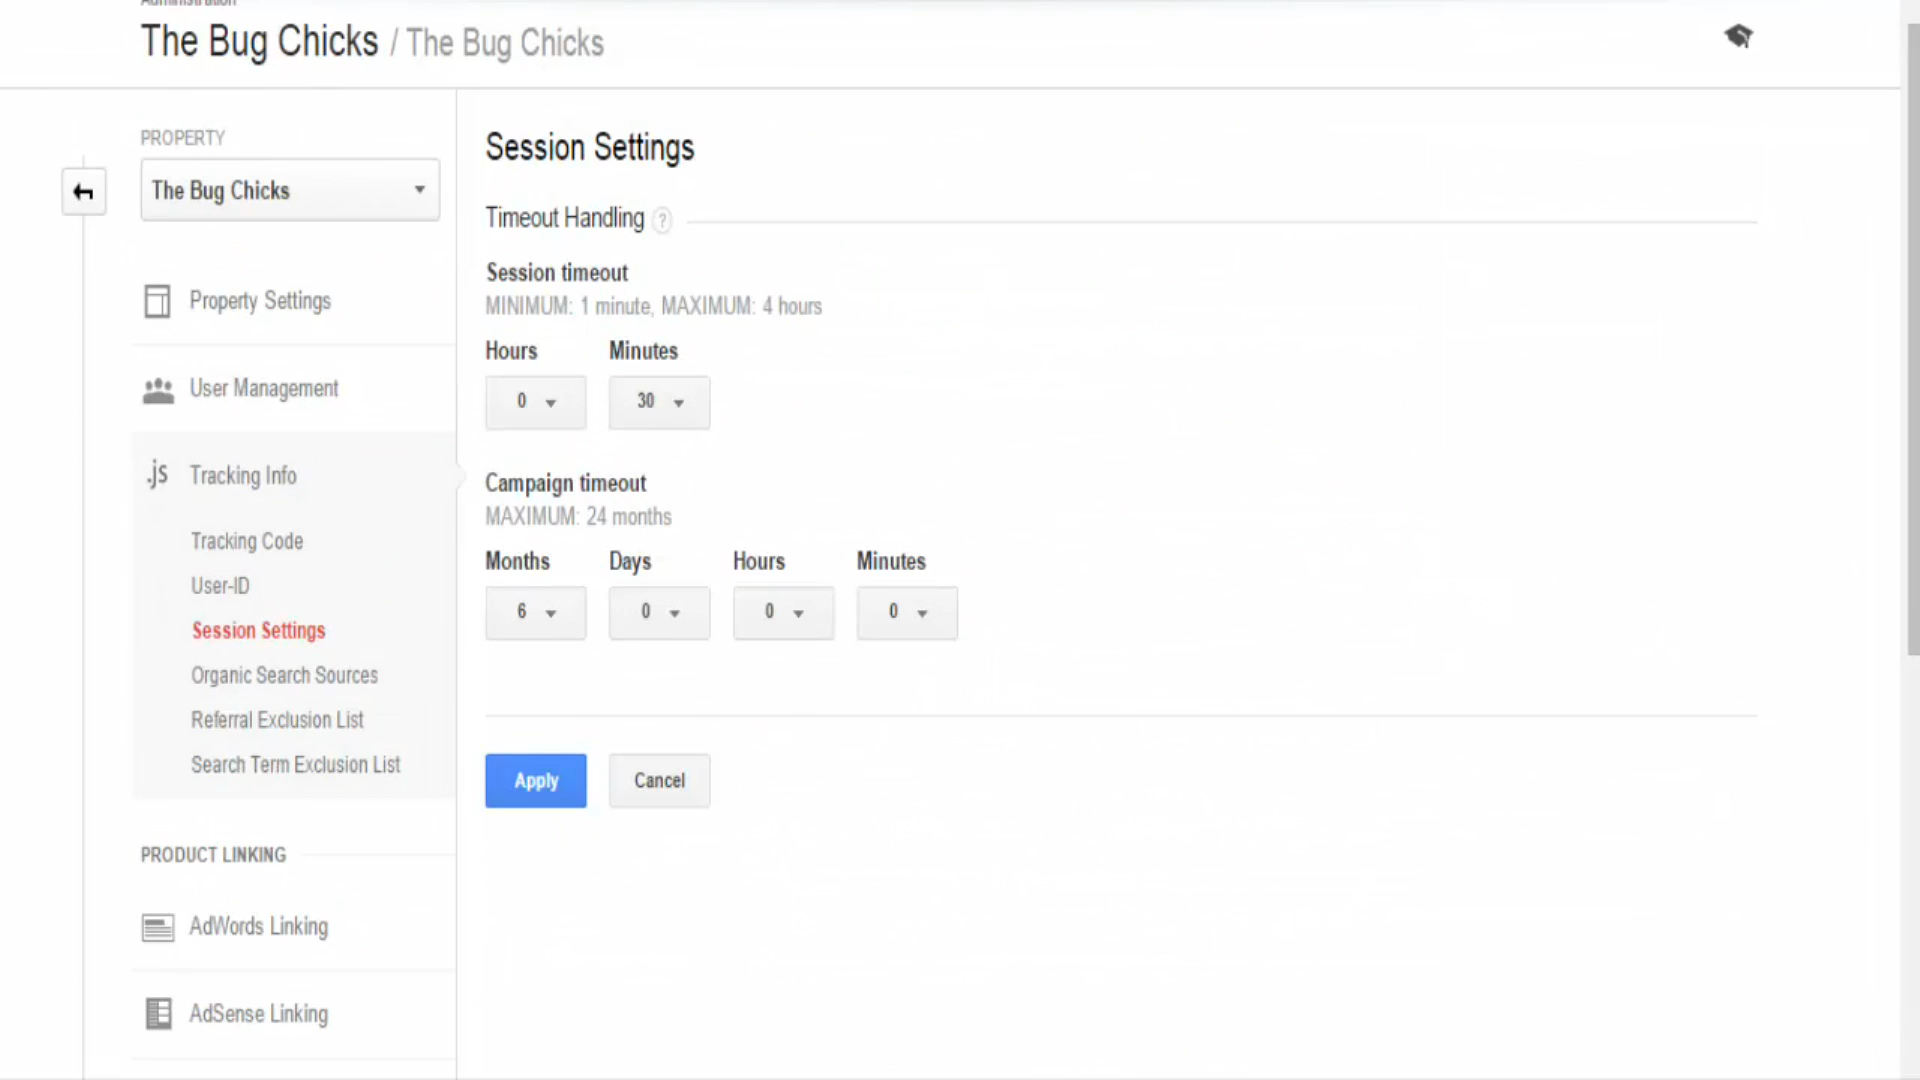 Administration
The Bug Chicks / The Bug Chicks
PROPERTY
The Bug Chicks
Property Settings
User Management
.js Tracking Info
Tracking Code
User-ID
Session Settings
Organic Search Sources
Referral Exclusion List
Search Term Exclusion List
PRODUCT LINKING
AdWords Linking
AdSense Linking
Session Settings
Timeout Handling ?
Session timeout
MINIMUM: 1 minute, MAXIMUM: 4 hours
Hours Minutes
0 30
Campaign timeout
MAXIMUM: 24 months
Months Days Hours Minutes
6 0 0 0
Apply Cancel